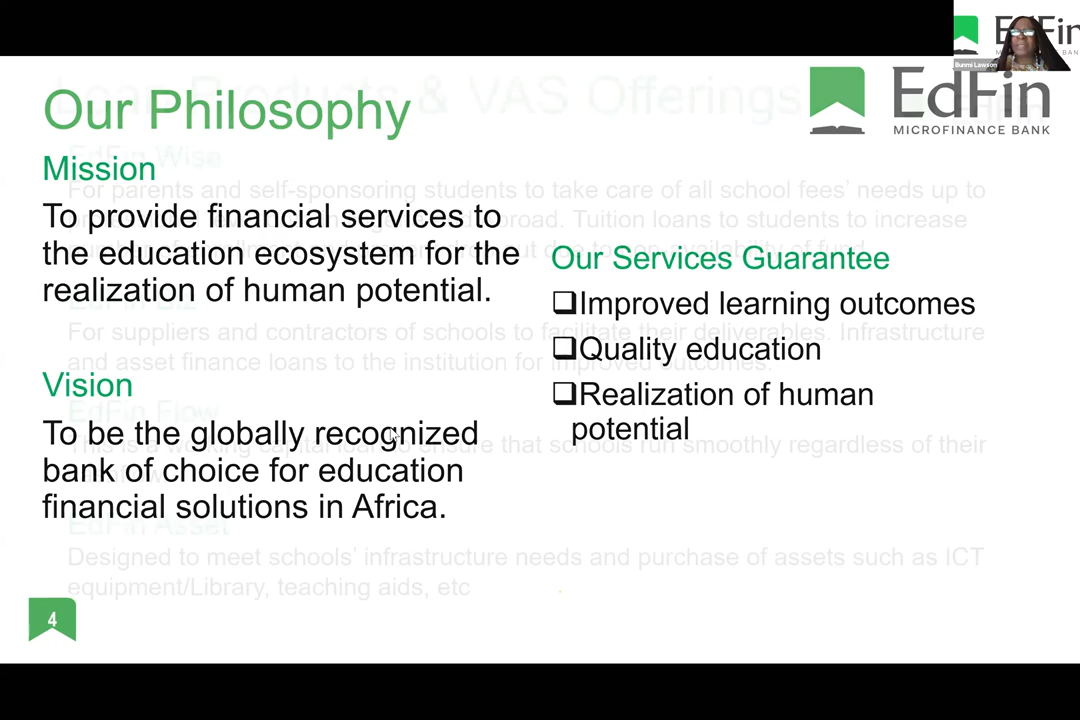 Our Philosophy
EdFin
MICROFINANCE BANK
Bunmi Lawson
Mission
To provide financial services to
the education ecosystem for the
realization of human potential.
Vision
To be the globally recognized
bank of choice for education
financial solutions in Africa.
Our Services Guarantee
❑Improved learning outcomes
❑Quality education
❑Realization of human
potential
4
Loan Products & VAS Offerings
EdFin Wise
For parents and self-sponsoring students to take care of all school fees' needs up to
abroad. Tuition loans to students to increase
due to non-availability of fund
For suppliers and contractors of schools to facilitate their deliverables. Infrastructure
and asset finance loans to the institution for improved outcomes.
EdFin Flow
This is a working capital loan to ensure that schools run smoothly regardless of their
EdFin Asset
Designed to meet schools' infrastructure needs and purchase of assets such as ICT
equipment/Library, teaching aids, etc